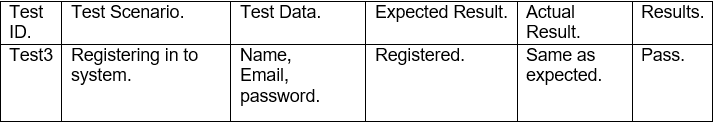 Test ID.
Test Scenario.
Test Data.
Expected Result.
Actual Result.
Results.
Test3
Registering in to
system.
Name,
Email,
password.
Registered.
Same as
expected.
Pass.